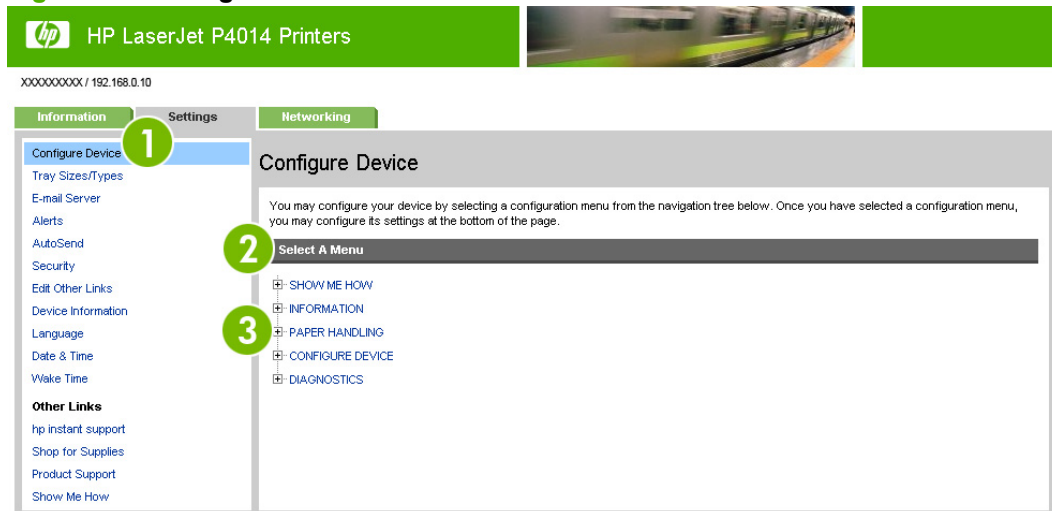 hp HP LaserJet P4014 Printers
XXXXXXXXX / 192.168.0.10
Information Settings Networking
1
Configure Device
Tray Sizes/Types
E-mail Server
Alerts
AutoSend
Security
Edit Other Links
Device Information
Language
Date & Time
Wake Time
Other Links
hp instant support
Shop for Supplies
Product Support
Show Me How
Configure Device
You may configure your device by selecting a configuration menu from the navigation tree below. Once you have selected a configuration menu,
you may configure its settings at the bottom of the page.
2 Select A Menu
SHOW ME HOW
INFORMATION
3 PAPER HANDLING
CONFIGURE DEVICE
DIAGNOSTICS